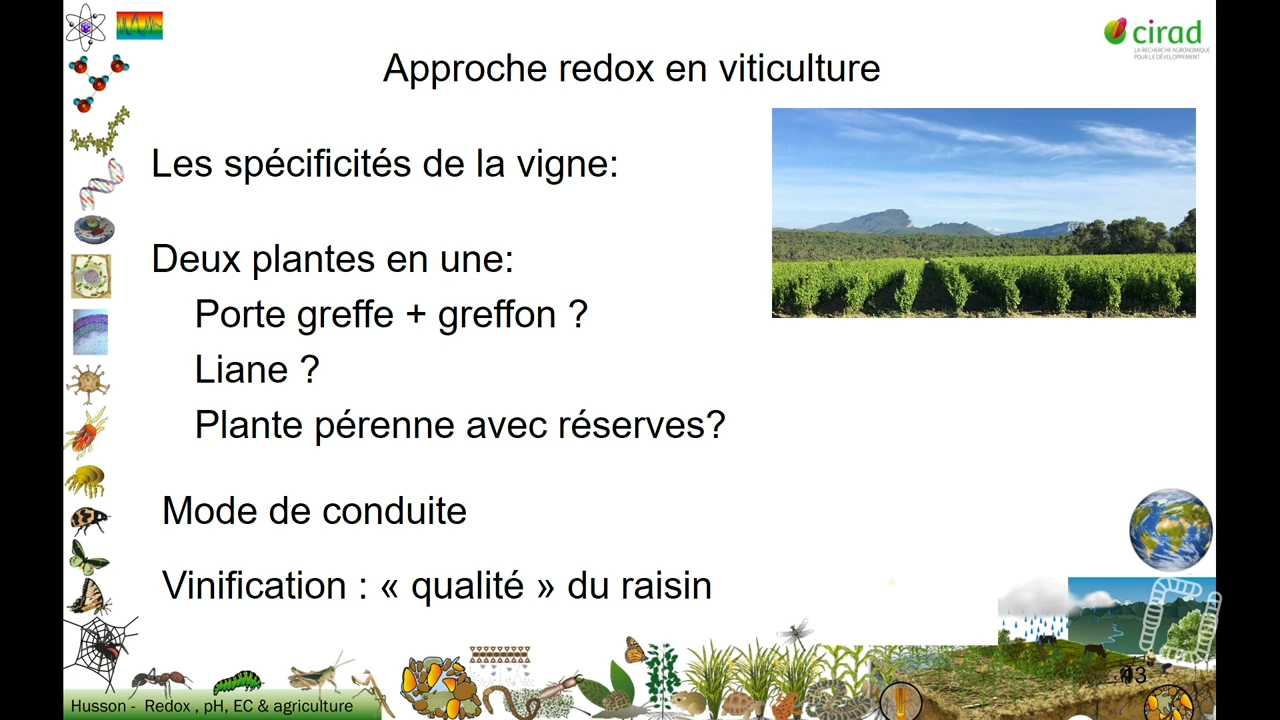 cirad
LA RECHERCHE AGRONOMIQUE
POUR LE DÉVELOPPEMENT
Approche redox en viticulture
Les spécificités de la vigne:
Deux plantes en une:
Porte greffe + greffon ?
Liane ?
Plante pérenne avec réserves?
Mode de conduite
Vinification : « qualité » du raisin
Husson - Redox , pH, EC & agriculture